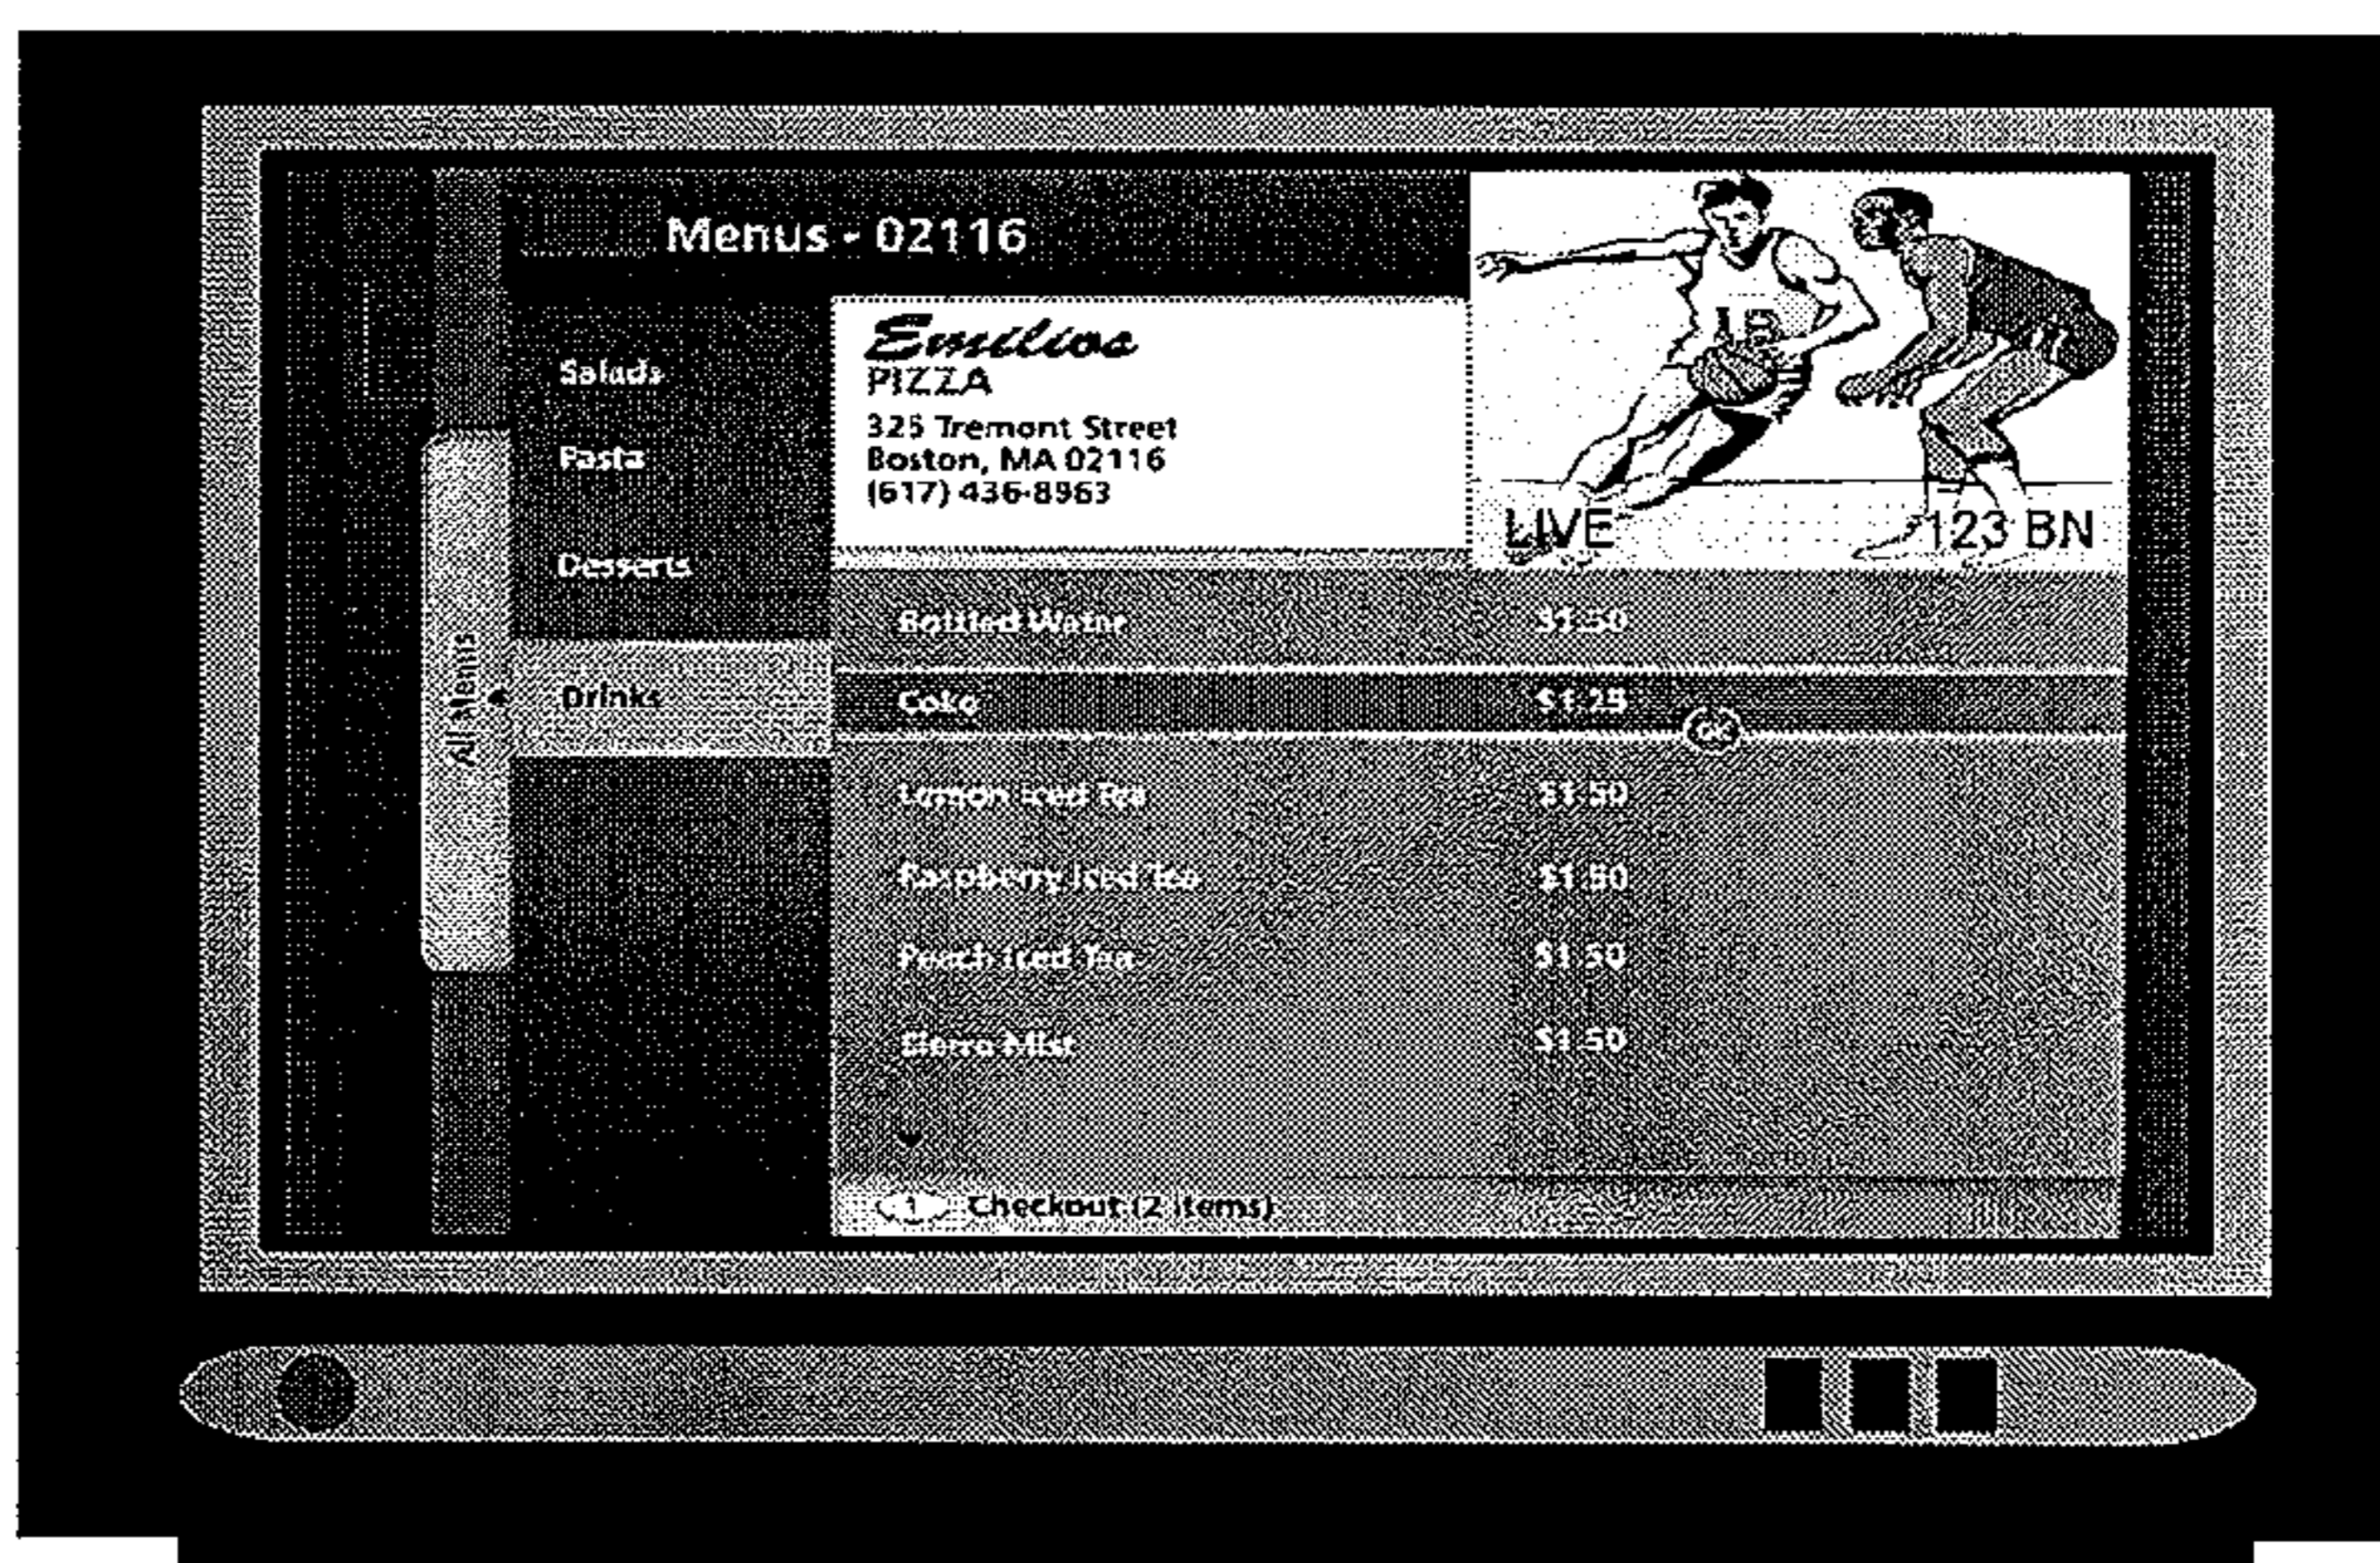 Menus - 02116
Emilios
PIZZA
325 Tremont Street
Boston, MA 02116
(617) 436-8963
LIVE
123 BN
All Menus
Salads
Pasta
Desserts
Drinks
Bottled Water $1.50
Coke $1.25
Lemon Iced Tea $1.50
Raspberry Iced Tea $1.50
Peach Iced Tea $1.50
Sierra Mist $1.50
1 Checkout (2 items)